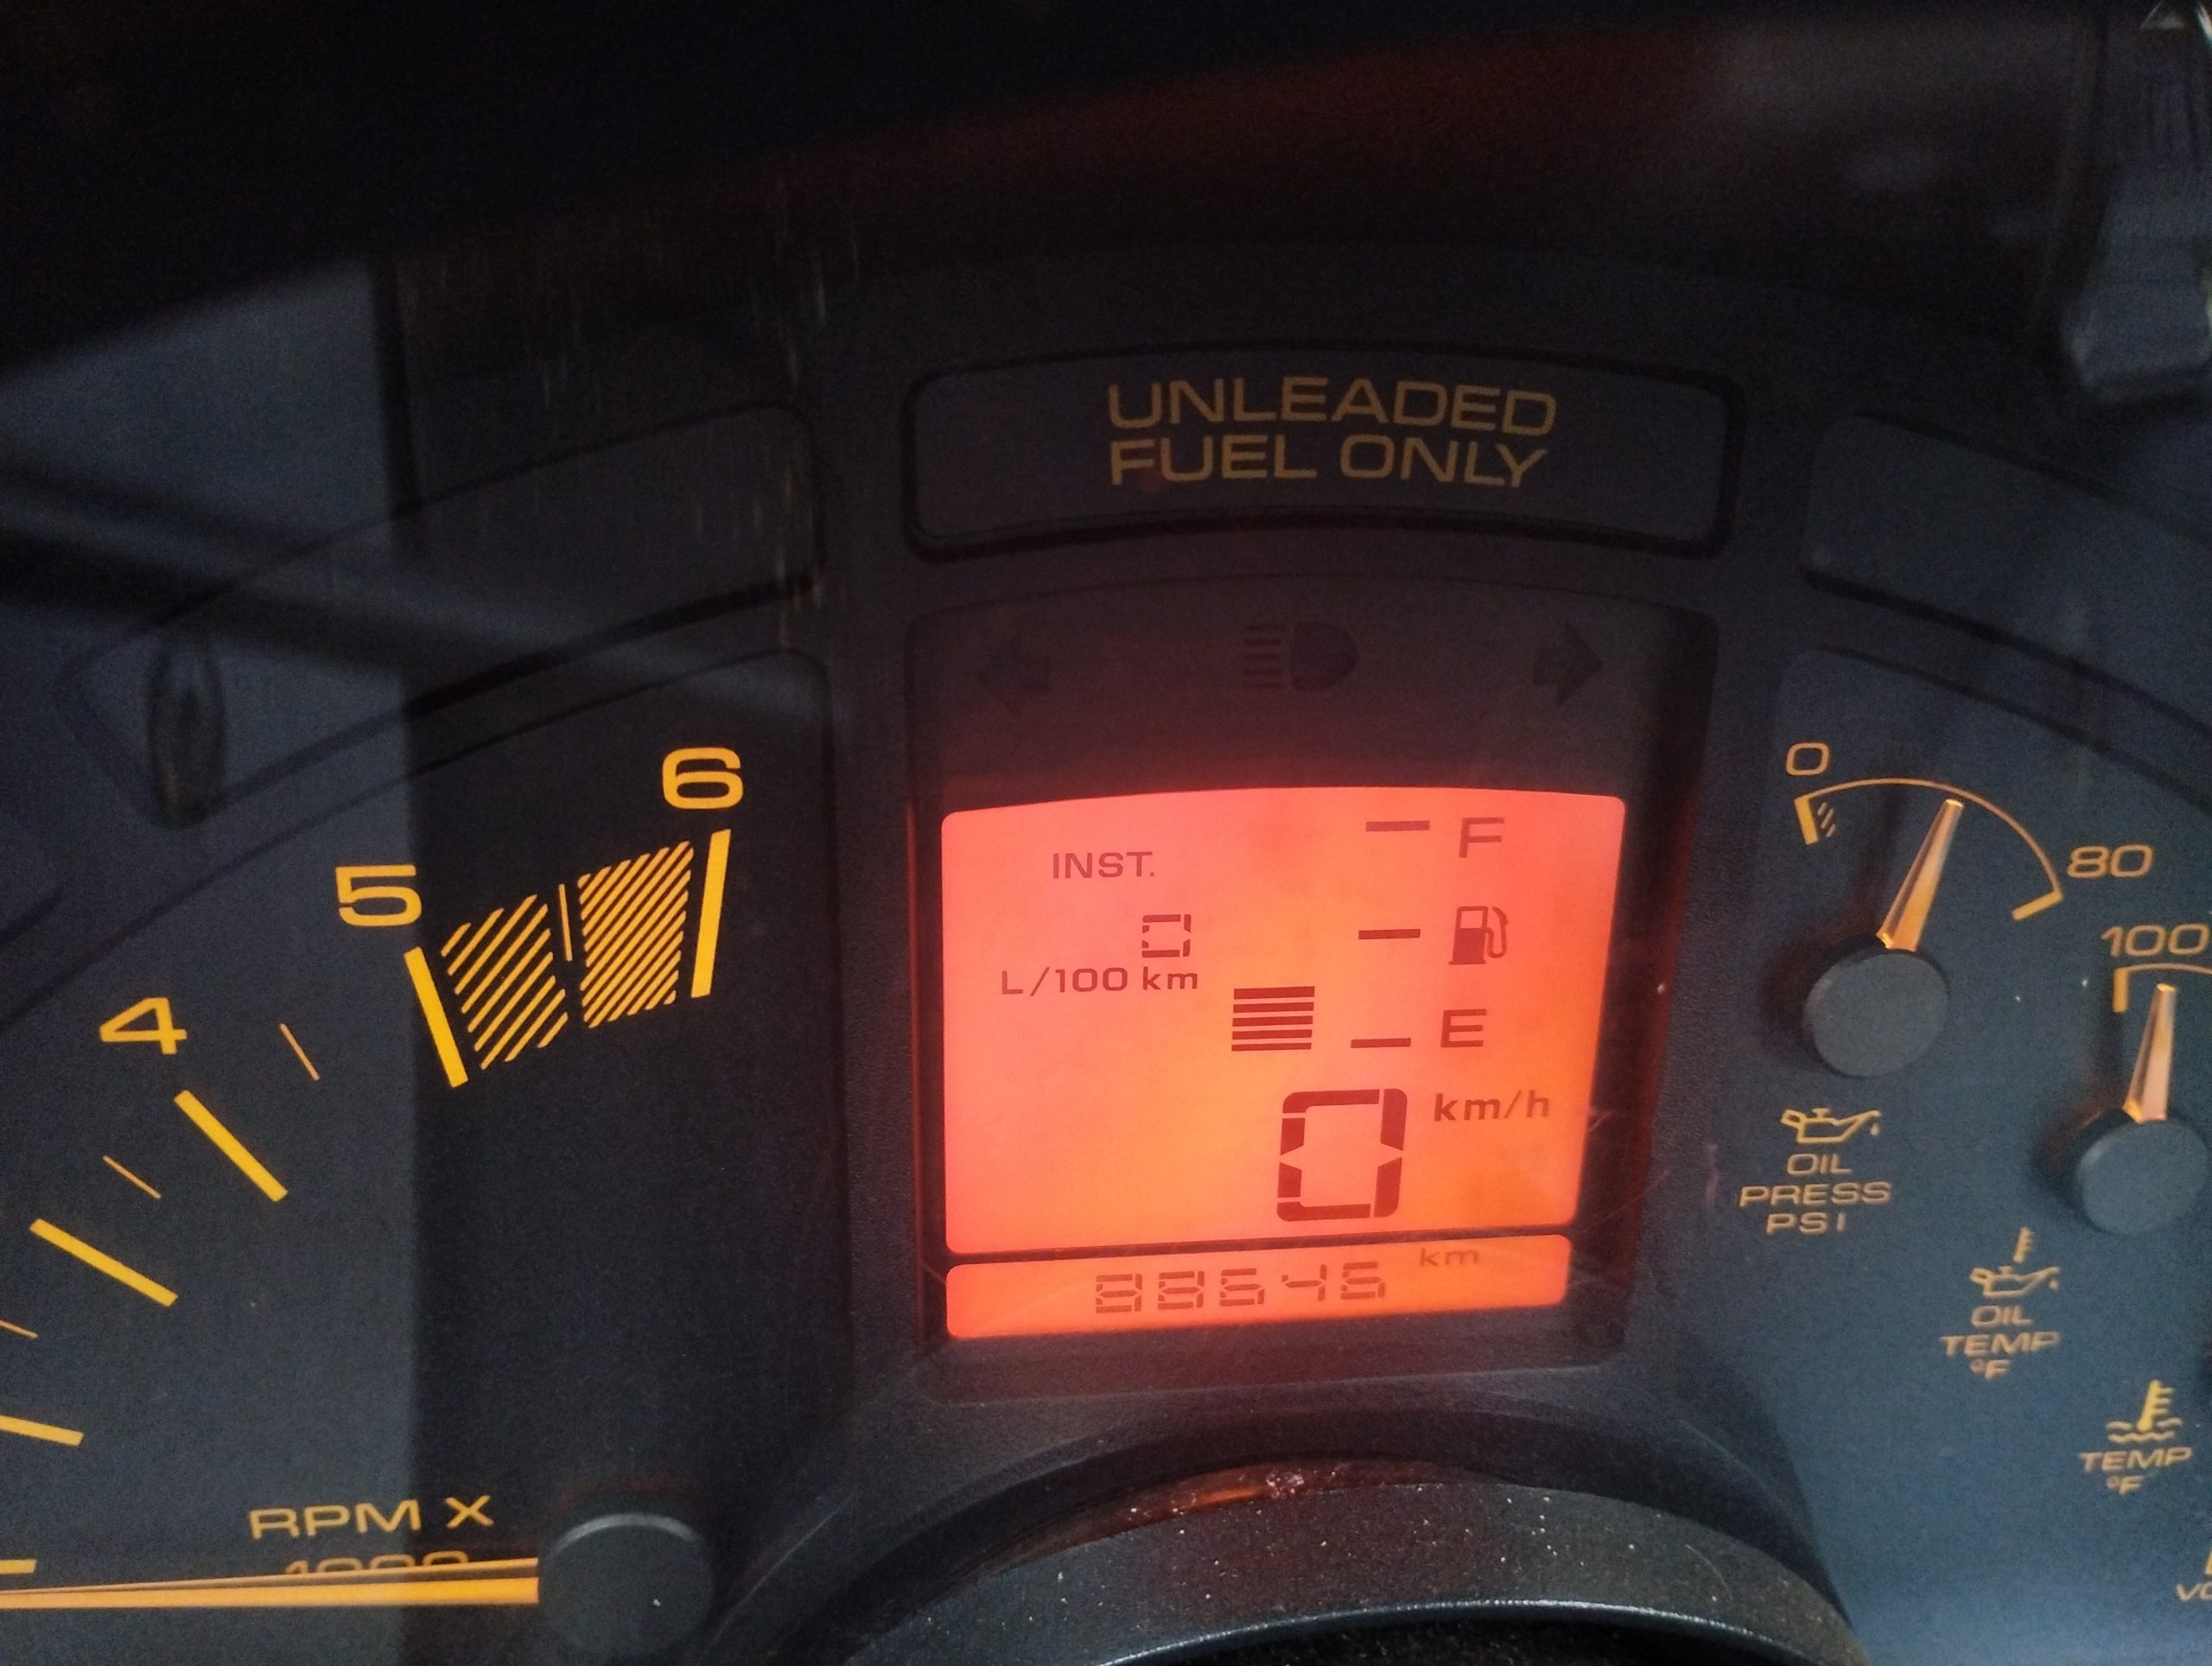 UNLEADED
FUEL ONLY
6
5
4
RPM X
F
INST.
0
L/100 km
E
0 km/h
km
0
80
100
OIL
PRESS
PSI
OIL
TEMP
°F
TEMP
°F